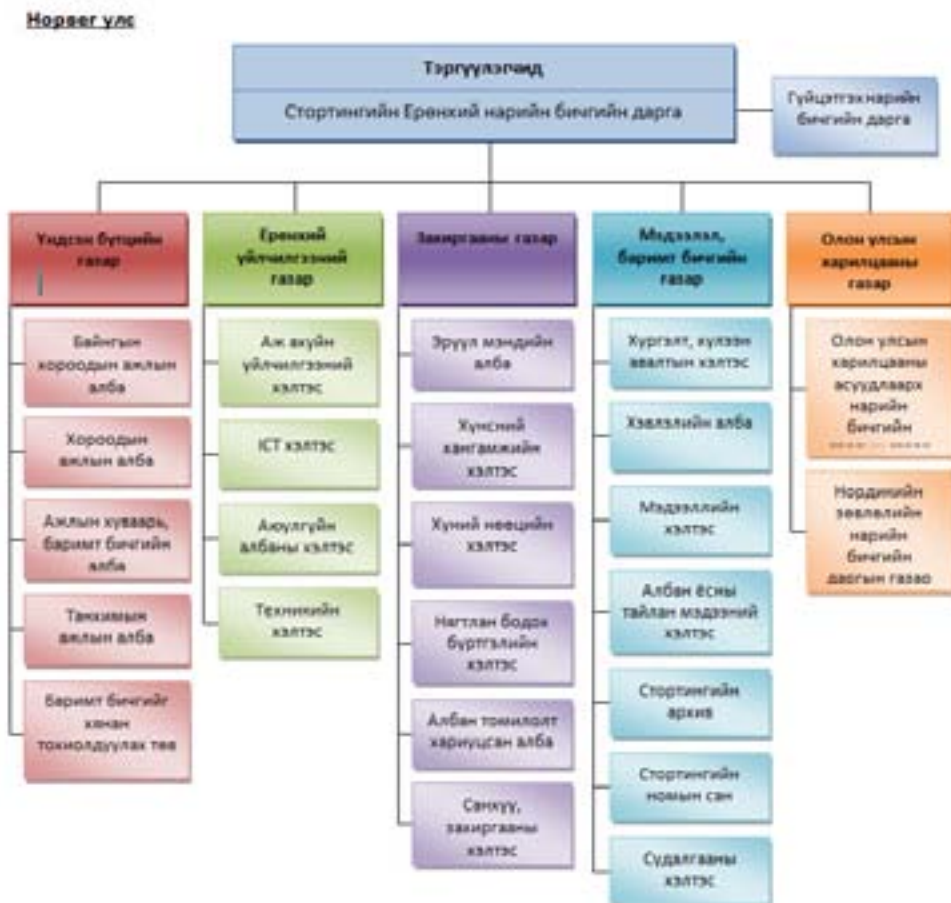 Норвег улс
Тэргүүлэгчид
Стортингийн Ерөнхий нарийн бичгийн дарга
Гүйцэтгэх нарийн
бичгийн дарга
Үндсэн бүтцийн
газар
Байнгын
хороодын ажлын
алба
Хороодын
ажлын алба
Ажлын хуваарь,
баримт бичгийн
алба
Танхимын
ажлын алба
Баримт бичгийг
хянан
тохиолдуулах төв
Ерөнхий
үйлчилгээний
газар
Аж ахуйн
үйлчилгээний
хэлтэс
ICT хэлтэс
Аюулгүйн
албаны хэлтэс
Техникийн
хэлтэс
Захиргааны газар
Эрүүл мэндийн
алба
Хүнсний
хангамжийн
хэлтэс
Хүний нөөцийн
хэлтэс
Нягтлан бодох
бүртгэлийн
хэлтэс
Албан томилолт
хариуцсан алба
Санхүү,
захиргааны
хэлтэс
Мэдээлэл,
баримт бичгийн
газар
Хүргэлт, хүлээн
авалтын хэлтэс
Хэвлэлийн алба
Мэдээллийн
хэлтэс
Албан ёсны
тайлан мэдээний
хэлтэс
Стортингийн
архив
Стортингийн
номын сан
Судалгааны
хэлтэс
Олон улсын
харилцааны
газар
Олон улсын
харилцааны
асуудлаарх
нарийн
бичгийн
Нордикийн
зөвлөлийн
нарийн
бичгийн
даргын газар